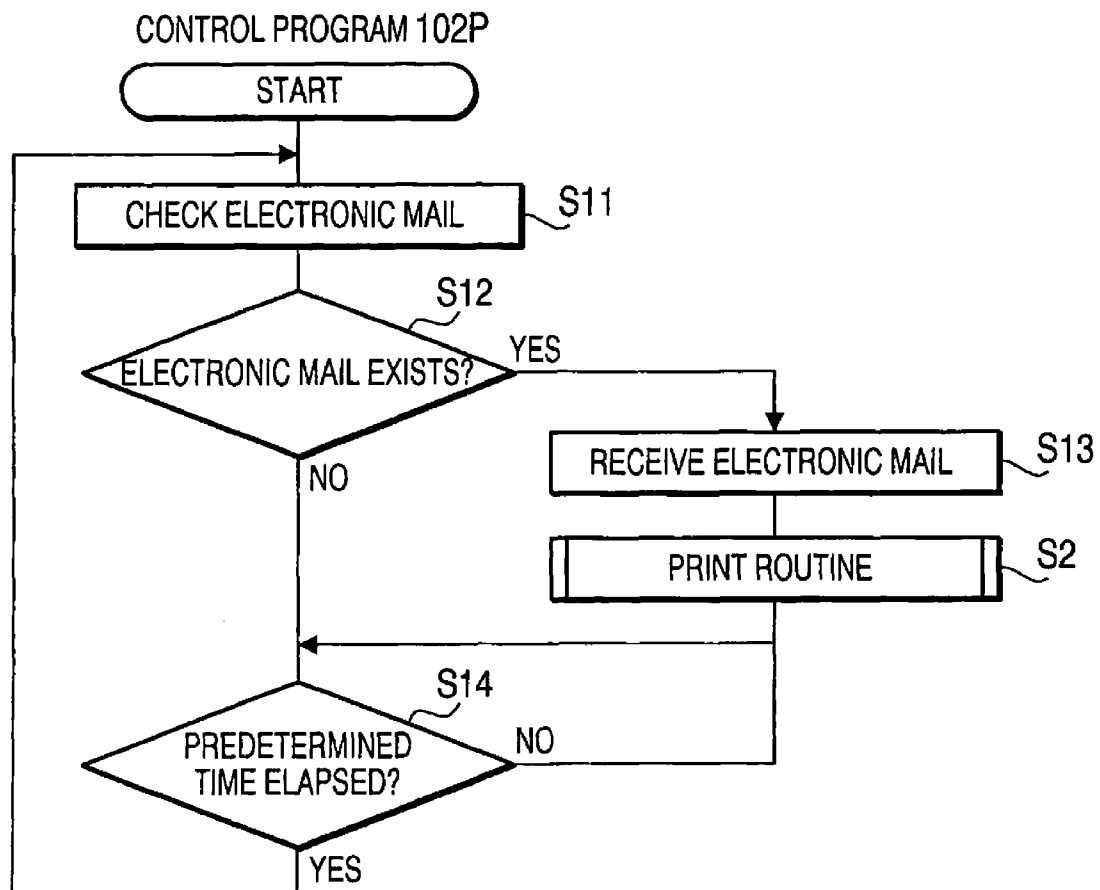 CONTROL PROGRAM 102P
START
CHECK ELECTRONIC MAIL
S11
S12
ELECTRONIC MAIL EXISTS?
YES
NO
RECEIVE ELECTRONIC MAIL
S13
PRINT ROUTINE
S2
S14
PREDETERMINED
TIME ELAPSED?
NO
YES